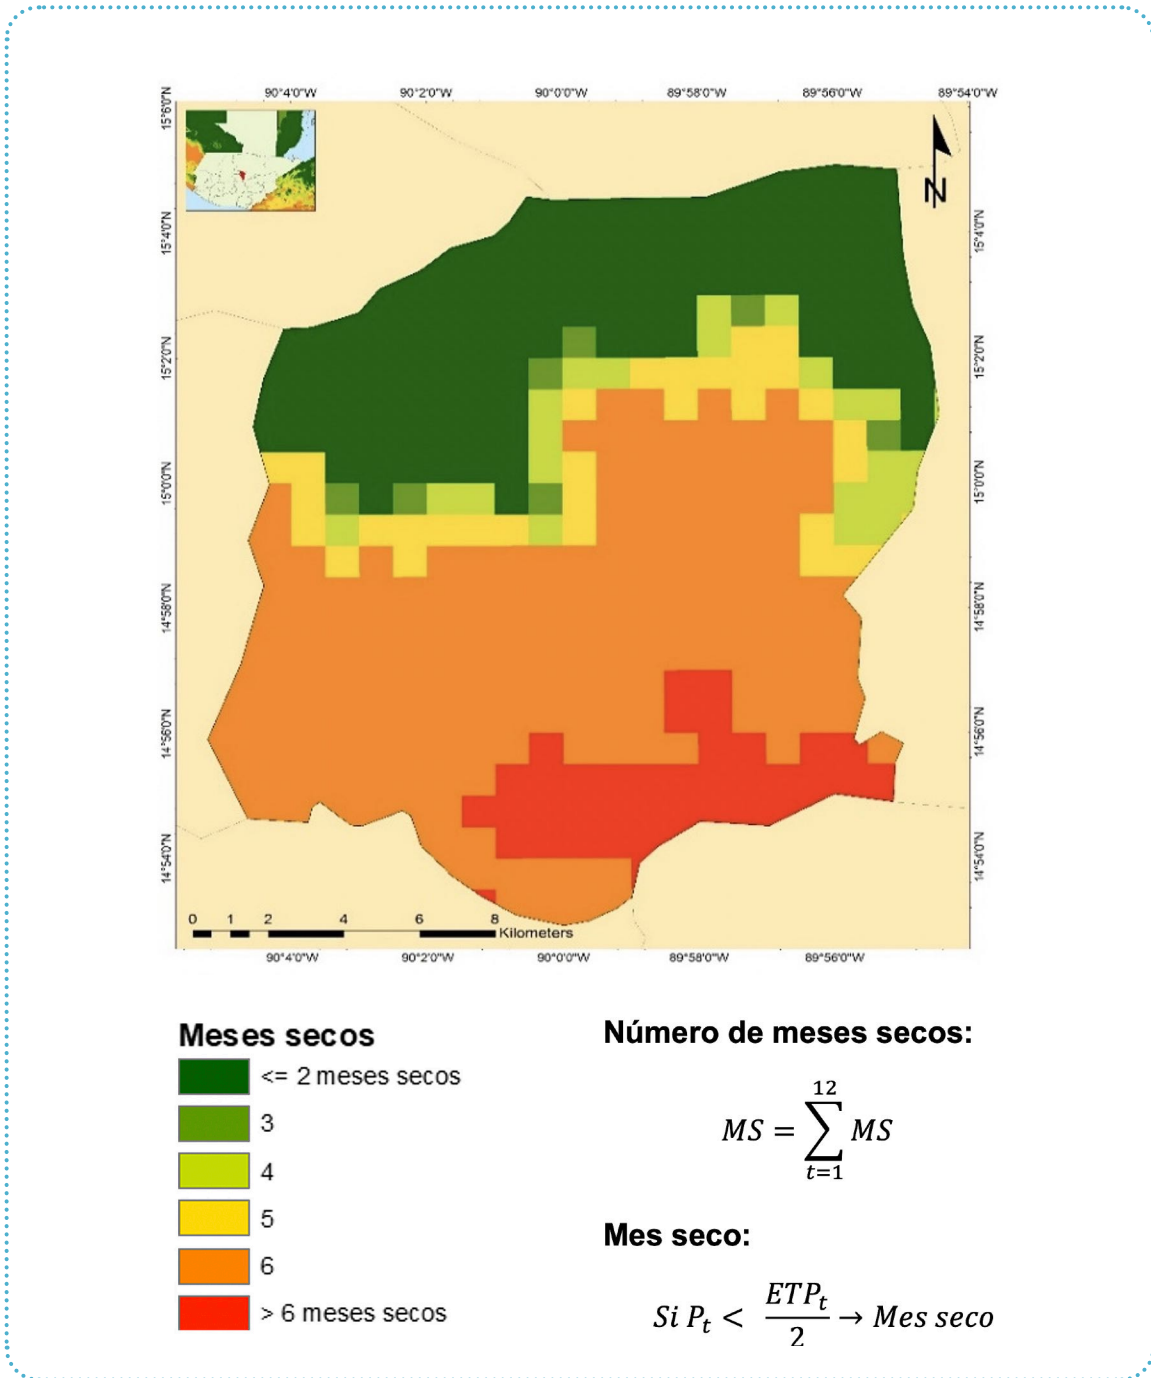 90°4'0"W 90°2'0"W 90°0'0"W 89°58'0"W 89°56'0"W 89°54'0"W
15°6'0"N
N
15°4'0"N 15°4'0"N
15°2'0"N 15°2'0"N
15°0'0"N 15°0'0"N
14°58'0"N 14°58'0"N
14°56'0"N 14°56'0"N
14°54'0"N 14°54'0"N
0 1 2 4 6 8
Kilometers
90°4'0"W 90°2'0"W 90°0'0"W 89°58'0"W 89°56'0"W
Meses secos
<= 2 meses secos
3
4
5
6
> 6 meses secos
Número de meses secos:
MS = ∑_{t=1}^{12} MS
Mes seco:
Si P_t < ETP_t / 2 → Mes seco